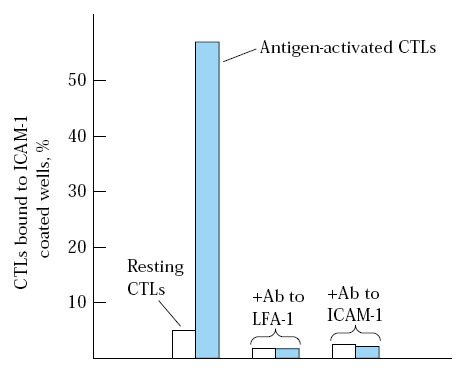 CTLs bound to ICAM-1
coated wells, %
50
40
30
20
10
Antigen-activated CTLs
Resting
CTLs
+Ab to
LFA-1
+Ab to
ICAM-1